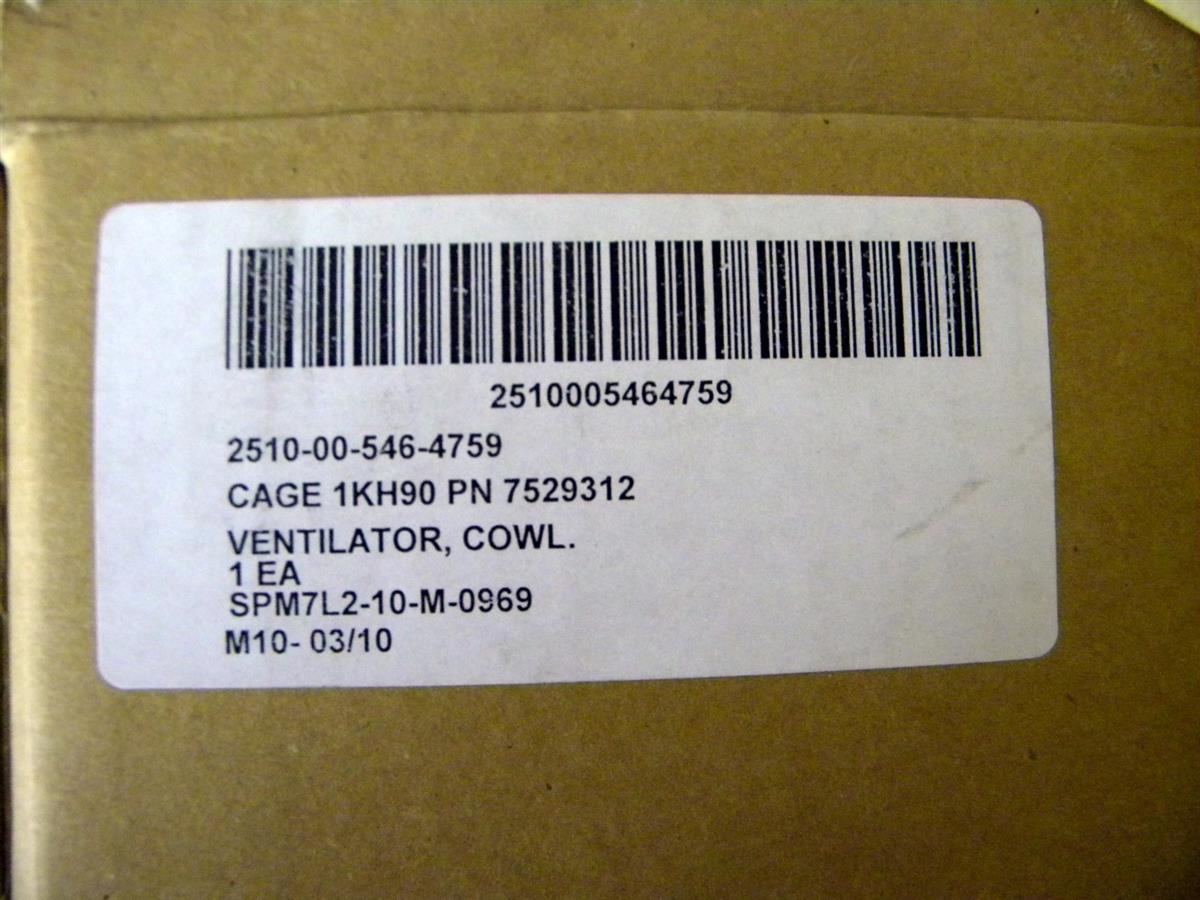 2510005464759
2510-00-546-4759
CAGE 1KH90 PN 7529312
VENTILATOR, COWL.
1 EA
SPM7L2-10-M-0969
M10- 03/10